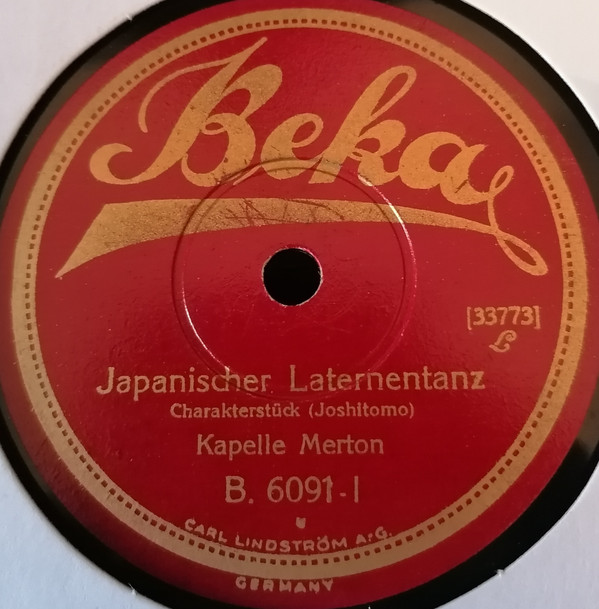 Beka
[33773]
L
Japanischer Laternentanz
Charakterstück (Joshitomo)
Kapelle Merton
B. 6091-I
CARL LINDSTRÖM A.-G.
GERMANY